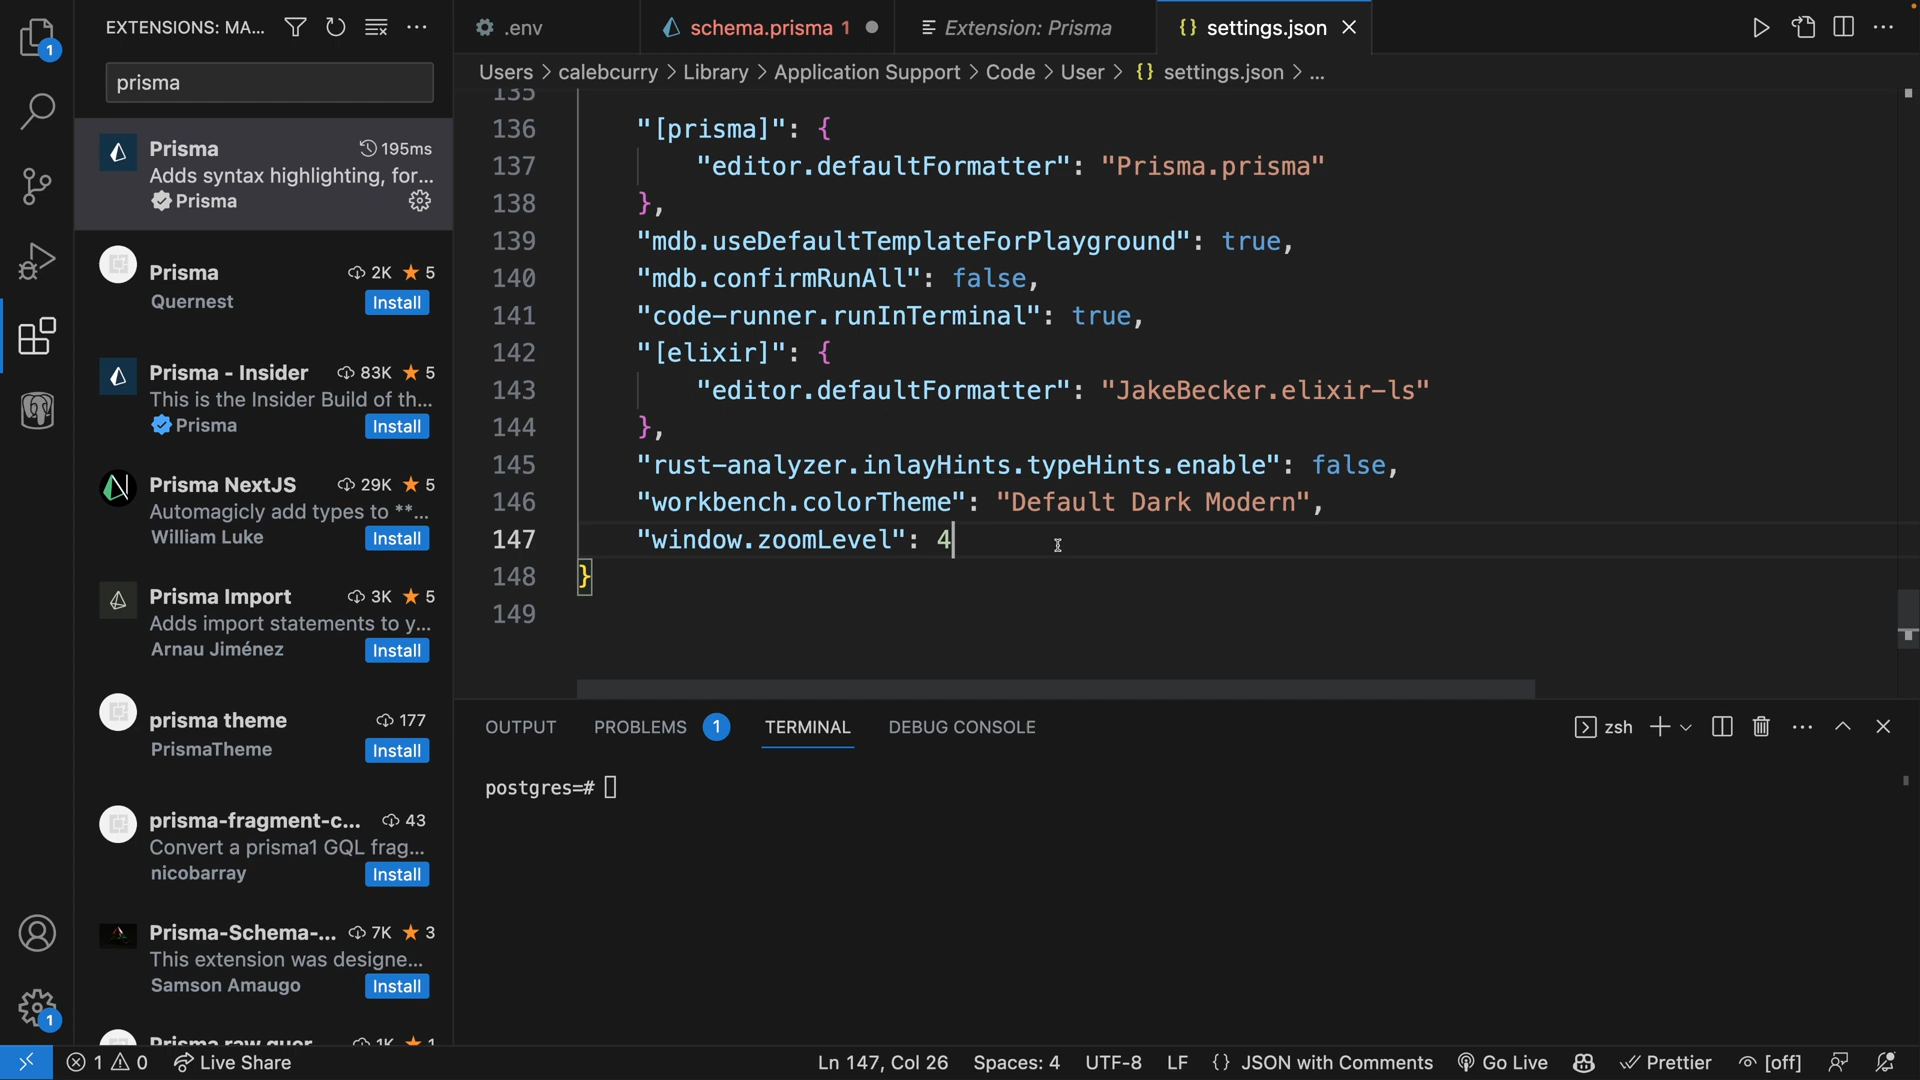 EXTENSIONS: MA...
prisma
Prisma 195ms
Adds syntax highlighting, for...
Prisma
Prisma 2K ★ 5
Quernest Install
Prisma - Insider 83K ★ 5
This is the Insider Build of th...
Prisma Install
Prisma NextJS 29K ★ 5
Automagicly add types to **...
William Luke Install
Prisma Import 3K ★ 5
Adds import statements to y...
Arnau Jiménez Install
prisma theme 177
PrismaTheme Install
prisma-fragment-c... 43
Convert a prisma1 GQL frag...
nicobarray Install
Prisma-Schema-... 7K ★ 3
This extension was designe...
Samson Amaugo Install
1
1
.env
schema.prisma 1
Extension: Prisma
{} settings.json
Users > calebcurry > Library > Application Support > Code > User > {} settings.json > ...
135
136 "[prisma]": {
137 "editor.defaultFormatter": "Prisma.prisma"
138 },
139 "mdb.useDefaultTemplateForPlayground": true,
140 "mdb.confirmRunAll": false,
141 "code-runner.runInTerminal": true,
142 "[elixir]": {
143 "editor.defaultFormatter": "JakeBecker.elixir-ls"
144 },
145 "rust-analyzer.inlayHints.typeHints.enable": false,
146 "workbench.colorTheme": "Default Dark Modern",
147 "window.zoomLevel": 4
148 }
149
OUTPUT PROBLEMS 1 TERMINAL DEBUG CONSOLE zsh
postgres=#
1 0 Live Share Ln 147, Col 26 Spaces: 4 UTF-8 LF {} JSON with Comments Go Live Prettier [off]